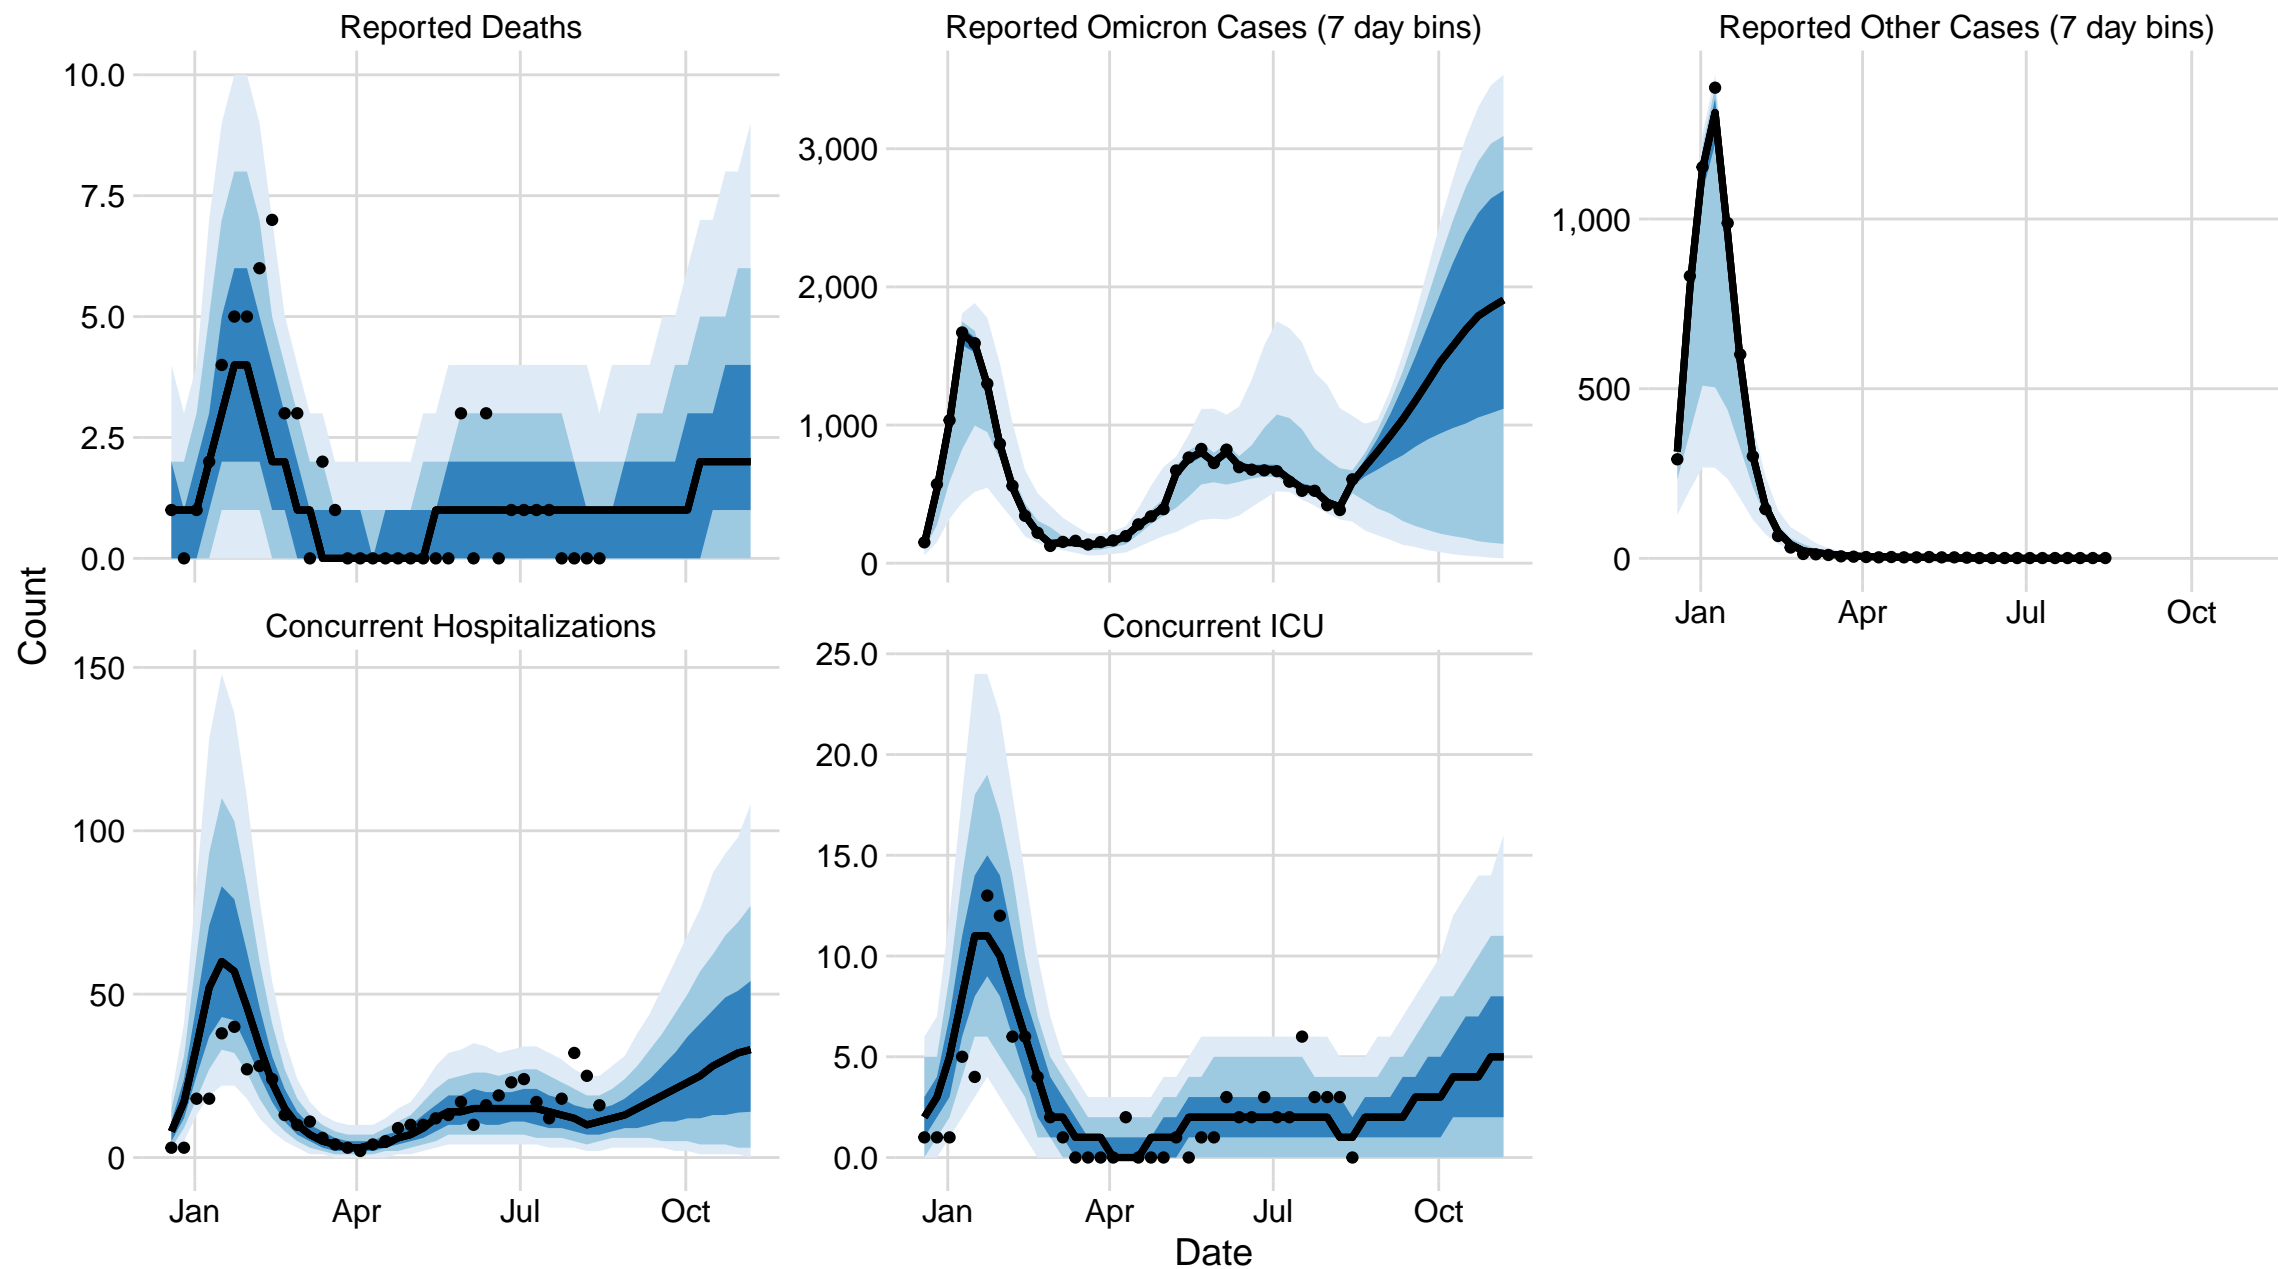 Reported Deaths
Reported Omicron Cases (7 day bins)
Reported Other Cases (7 day bins)
10.0
7.5
5.0
2.5
0.0
3,000
2,000
1,000
0
1,000
500
0
Jan Apr Jul Oct
Count
Concurrent Hospitalizations
Concurrent ICU
150
100
50
0
25.0
20.0
15.0
10.0
5.0
0.0
Jan Apr Jul Oct
Jan Apr Jul Oct
Date